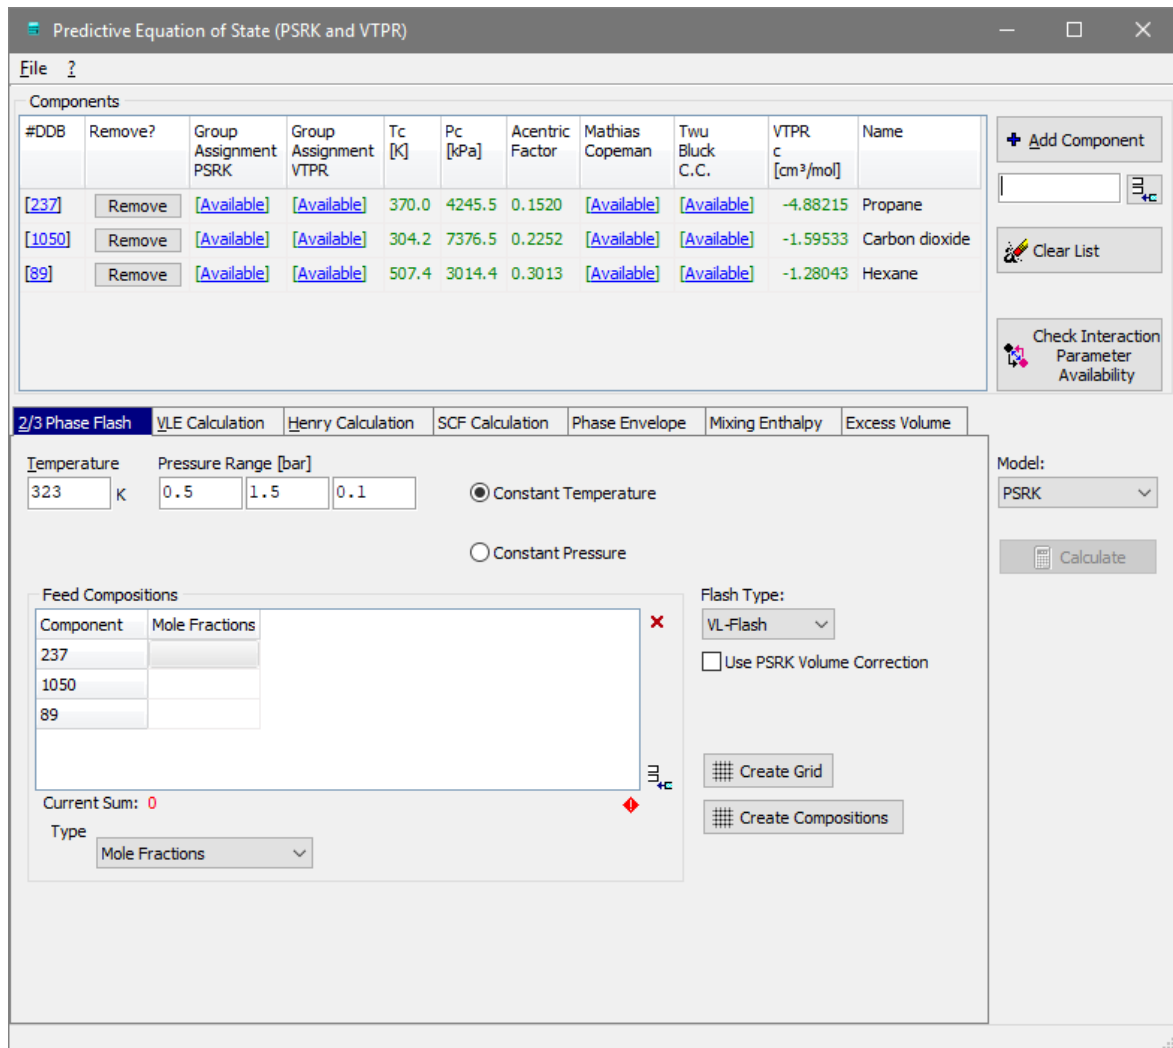 Predictive Equation of State (PSRK and VTPR)
File ?
Components
#DDB Remove? Group Assignment PSRK Group Assignment VTPR Tc [K] Pc [kPa] Acentric Factor Mathias Copeman Twu Bluck C.C. VTPR c [cm³/mol] Name
[237] Remove [Available] [Available] 370.0 4245.5 0.1520 [Available] [Available] -4.88215 Propane
[1050] Remove [Available] [Available] 304.2 7376.5 0.2252 [Available] [Available] -1.59533 Carbon dioxide
[89] Remove [Available] [Available] 507.4 3014.4 0.3013 [Available] [Available] -1.28043 Hexane
Add Component
Clear List
Check Interaction
Parameter
Availability
2/3 Phase Flash VLE Calculation Henry Calculation SCF Calculation Phase Envelope Mixing Enthalpy Excess Volume
Temperature Pressure Range [bar]
323 K 0.5 1.5 0.1
Constant Temperature
Constant Pressure
Model:
PSRK
Calculate
Feed Compositions
Component Mole Fractions
237
1050
89
Current Sum: 0
Type
Mole Fractions
Flash Type:
VL-Flash
Use PSRK Volume Correction
Create Grid
Create Compositions